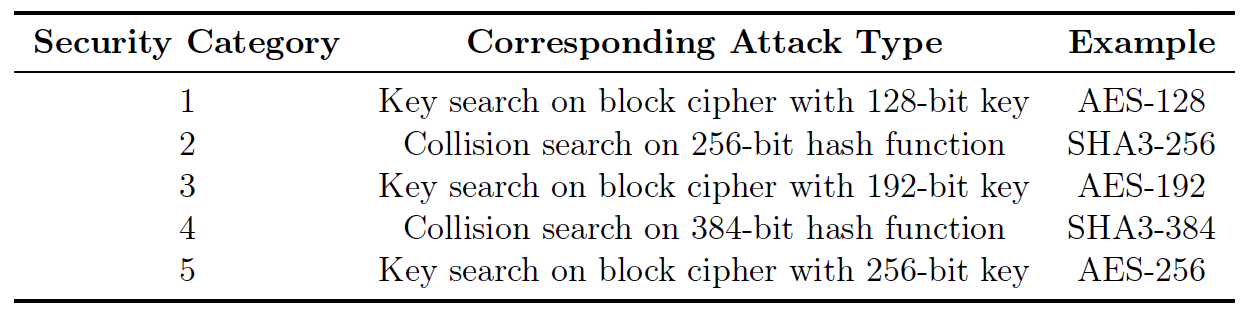 Security Category Corresponding Attack Type Example
1 Key search on block cipher with 128-bit key AES-128
2 Collision search on 256-bit hash function SHA3-256
3 Key search on block cipher with 192-bit key AES-192
4 Collision search on 384-bit hash function SHA3-384
5 Key search on block cipher with 256-bit key AES-256